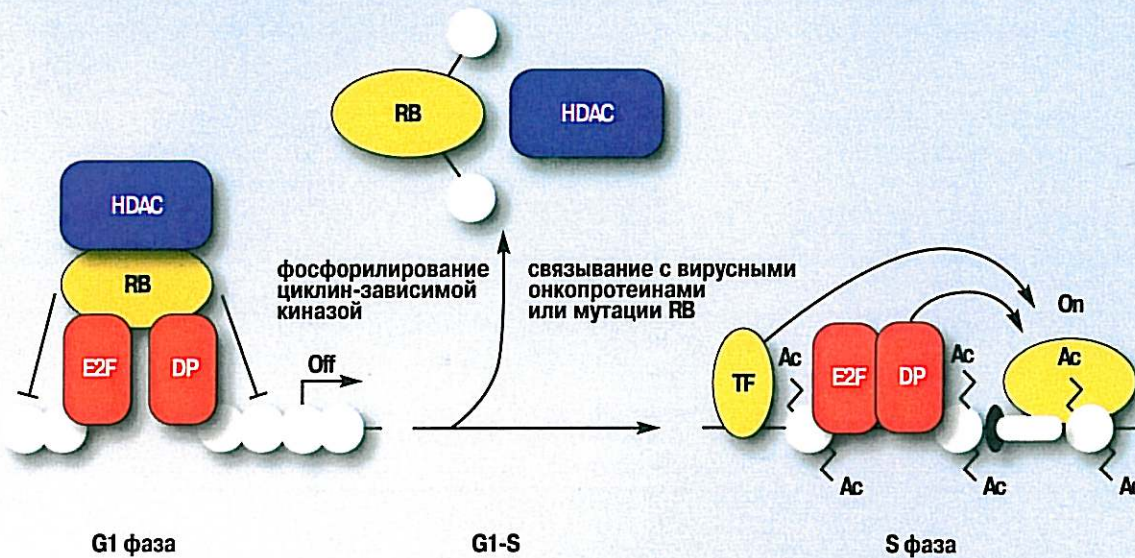 RB
HDAC
HDAC
RB
E2F
DP
Off
фосфорилирование
циклин-зависимой
киназой
связывание с вирусными
онкопротеинами
или мутации RB
On
TF
Ac
E2F
DP
Ac
Ac
Ac
Ac
Ac
G1 фаза
G1-S
S фаза